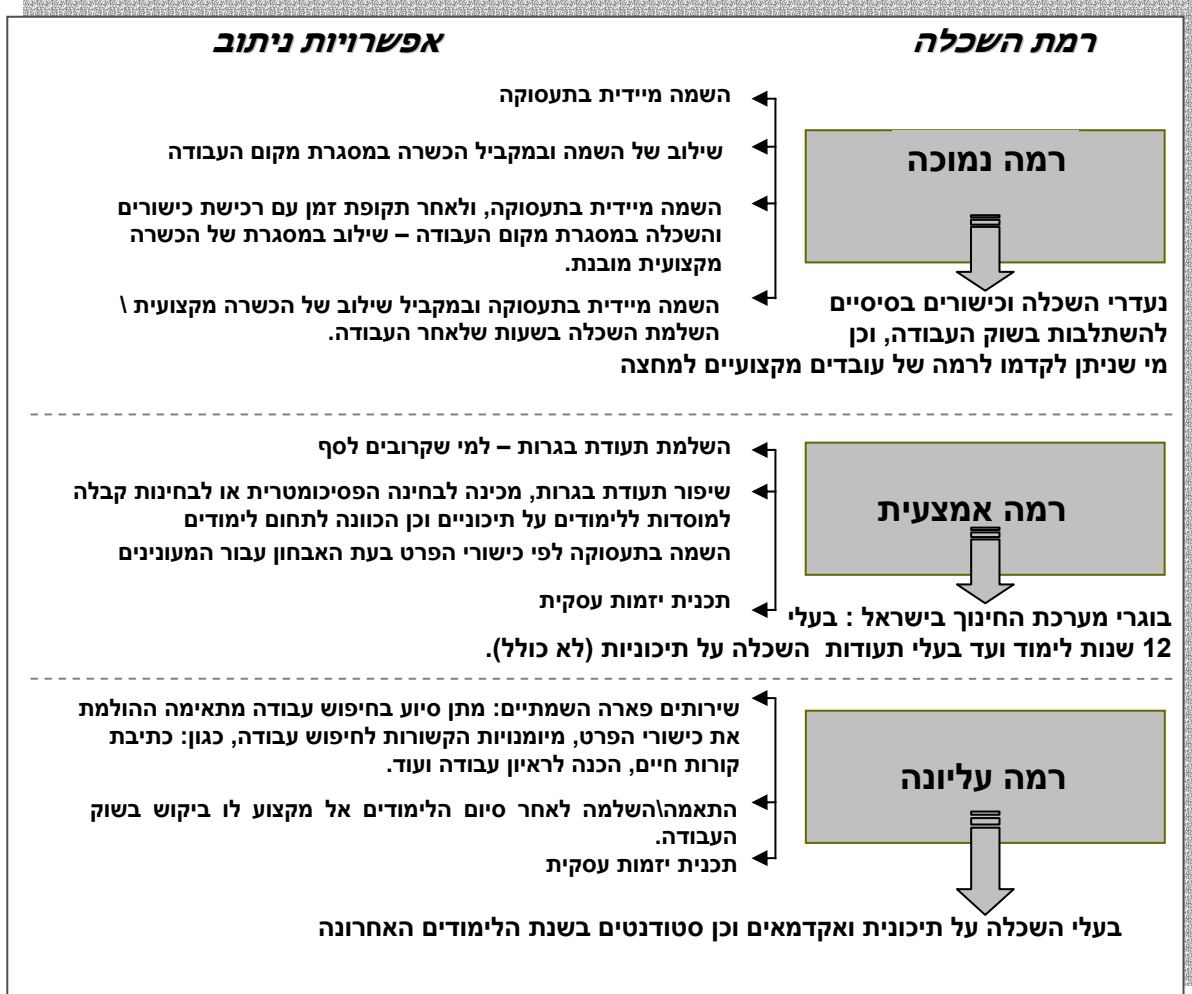 רמת השכלה
אפשרויות ניתוב
רמה נמוכה
נעדרי השכלה וכישורים בסיסיים
להשתלבות בשוק העבודה, וכן
מי שניתן לקדמו לרמה של עובדים מקצועיים למחצה
השמה מיידית בתעסוקה
שילוב של השמה ובמקביל הכשרה במסגרת מקום העבודה
השמה מיידית בתעסוקה, ולאחר תקופת זמן עם רכישת כישורים
והשכלה במסגרת מקום העבודה – שילוב במסגרת של הכשרה
מקצועית מובנת.
השמה מיידית בתעסוקה ובמקביל שילוב של הכשרה מקצועית \
השלמת השכלה בשעות שלאחר העבודה.
רמה אמצעית
בוגרי מערכת החינוך בישראל : בעלי
12 שנות לימוד ועד בעלי תעודות השכלה על תיכוניות (לא כולל).
השלמת תעודת בגרות – למי שקרובים לסף
שיפור תעודת בגרות, מכינה לבחינה הפסיכומטרית או לבחינות קבלה
למוסדות ללימודים על תיכוניים וכן הכוונה לתחום לימודים
השמה בתעסוקה לפי כישורי הפרט בעת האבחון עבור המעונינים
תכנית יזמות עסקית
רמה עליונה
בעלי השכלה על תיכונית ואקדמאים וכן סטודנטים בשנת הלימודים האחרונה
שירותים פארה השמתיים: מתן סיוע בחיפוש עבודה מתאימה ההולמת
את כישורי הפרט, מיומנויות הקשורות לחיפוש עבודה, כגון: כתיבת
קורות חיים, הכנה לראיון עבודה ועוד.
התאמה\השלמה לאחר סיום הלימודים אל מקצוע לו ביקוש בשוק
העבודה.
תכנית יזמות עסקית